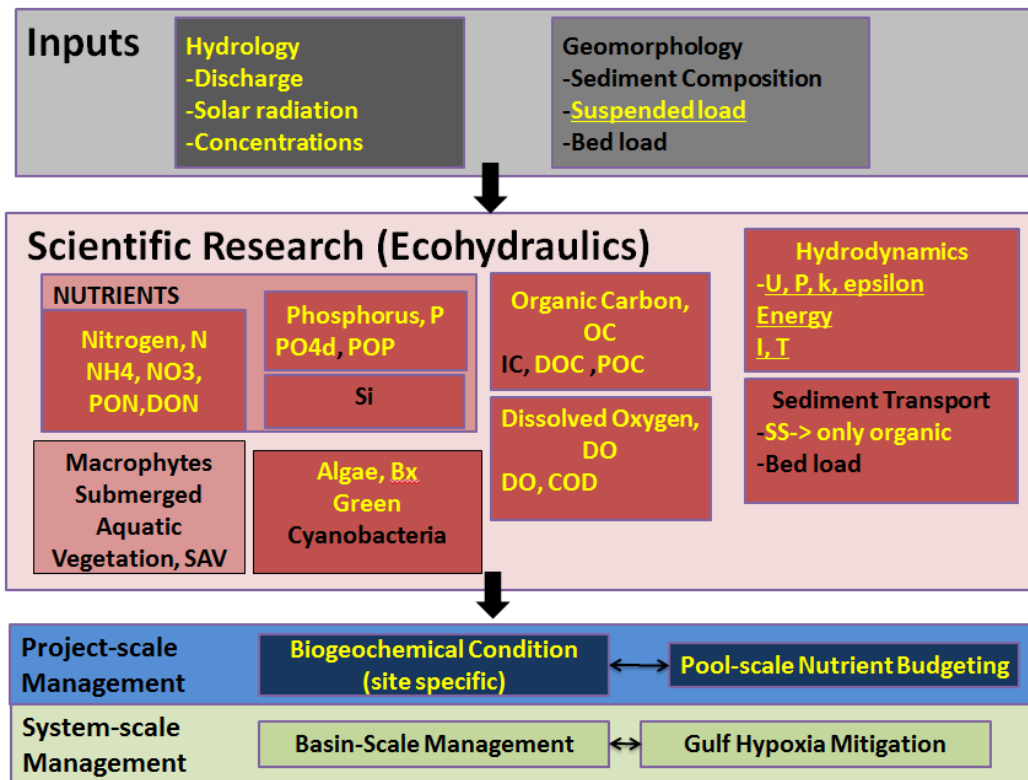 Inputs
Hydrology
-Discharge
-Solar radiation
-Concentrations
Geomorphology
-Sediment Composition
-Suspended load
-Bed load
Scientific Research (Ecohydraulics)
NUTRIENTS
Nitrogen, N
NH4, NO3,
PON,DON
Phosphorus, P
PO4d, POP
Si
Macrophytes
Submerged
Aquatic
Vegetation, SAV
Algae, Bx
Green
Cyanobacteria
Organic Carbon,
OC
IC, DOC ,POC
Dissolved Oxygen,
DO
DO, COD
Hydrodynamics
-U, P, k, epsilon
Energy
I, T
Sediment Transport
-SS-> only organic
-Bed load
Project-scale
Management
Biogeochemical Condition
(site specific)
Pool-scale Nutrient Budgeting
System-scale
Management
Basin-Scale Management
Gulf Hypoxia Mitigation